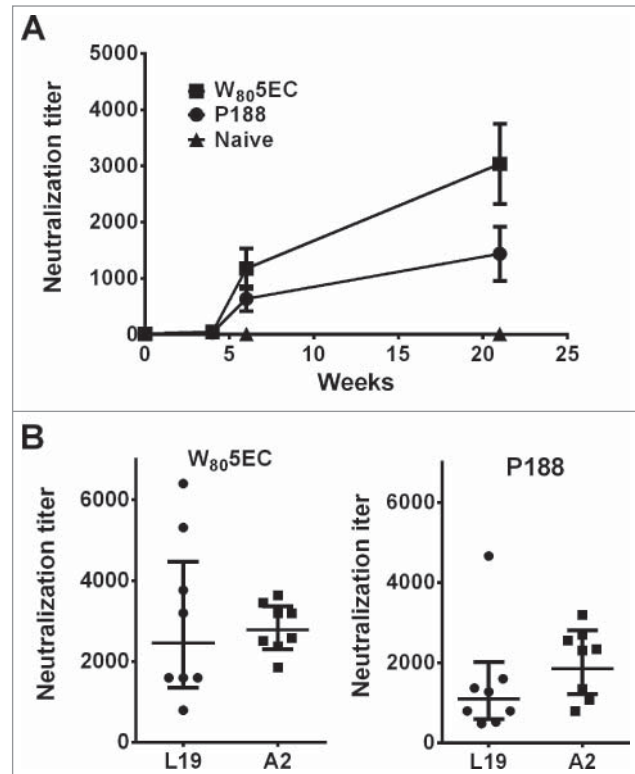 A
Neutralization titer
5000
4000
3000
2000
1000
0
W₈₀5EC
P188
Naive
0 5 10 15 20 25
Weeks
B
W₈₀5EC
Neutralization titer
6000
4000
2000
0
L19 A2
P188
Neutralization iter
6000
4000
2000
0
L19 A2